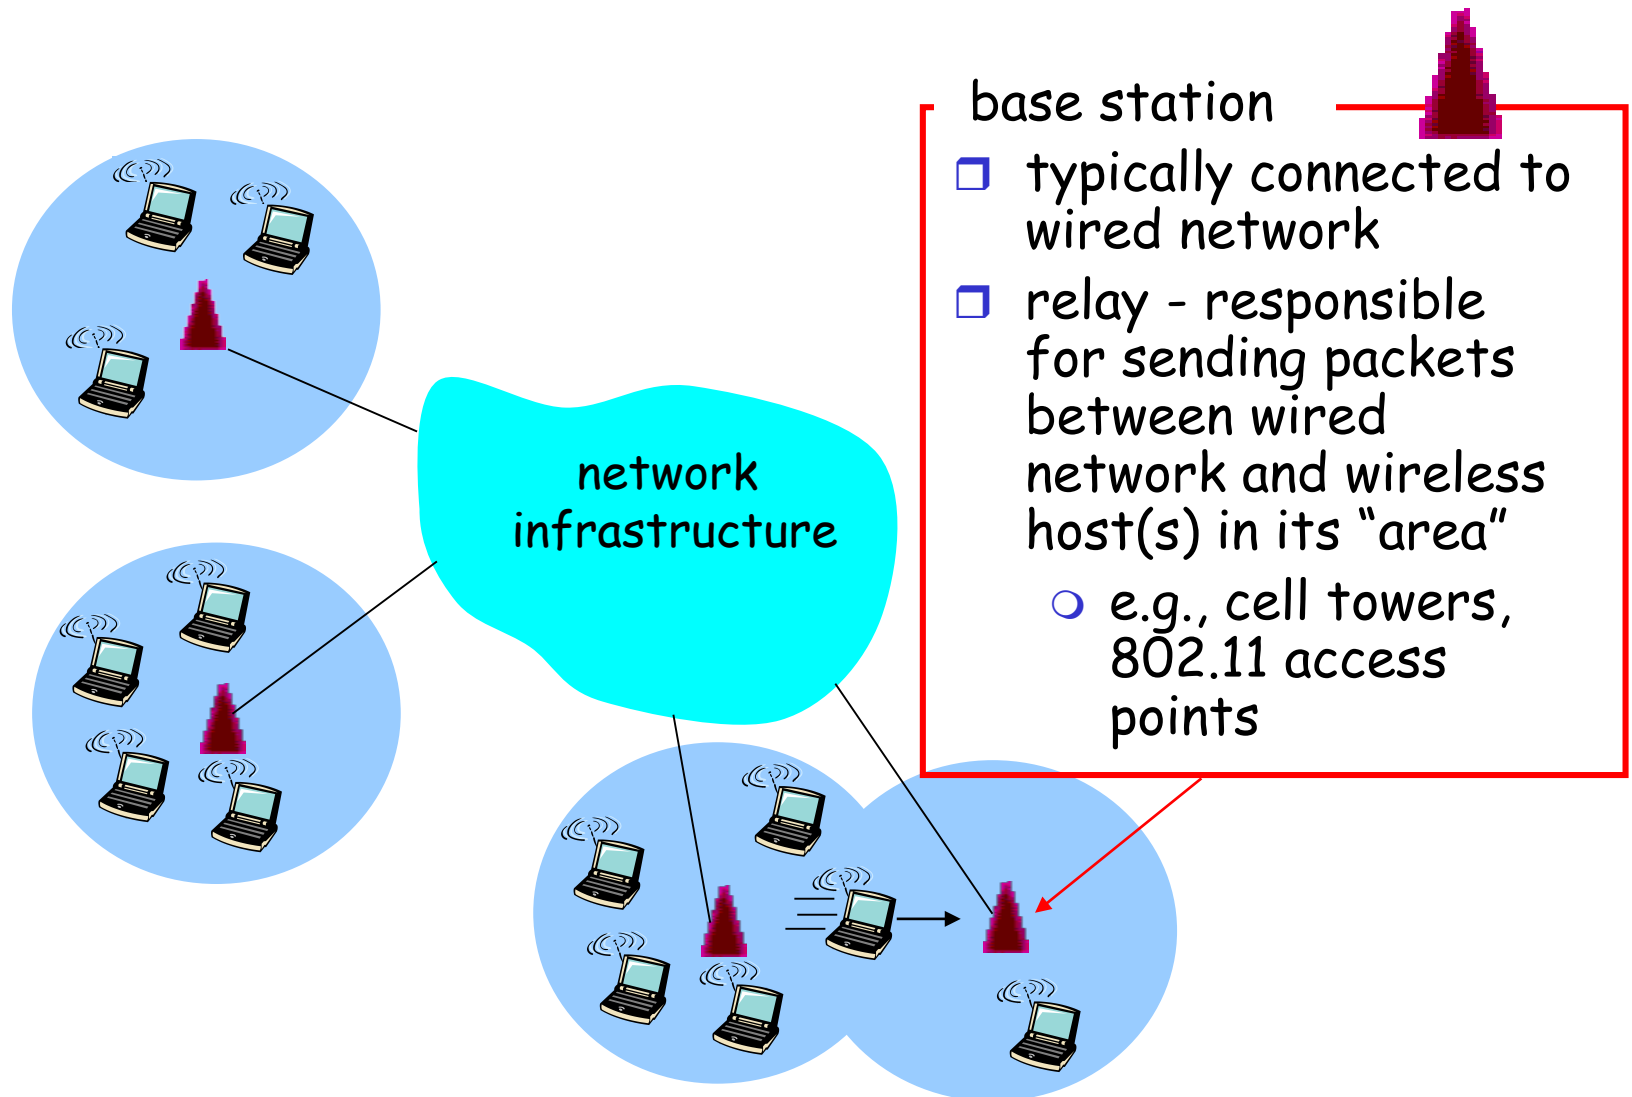 base station
typically connected to
wired network
relay - responsible
for sending packets
between wired
network and wireless
host(s) in its “area”
e.g., cell towers,
802.11 access
points
network
infrastructure